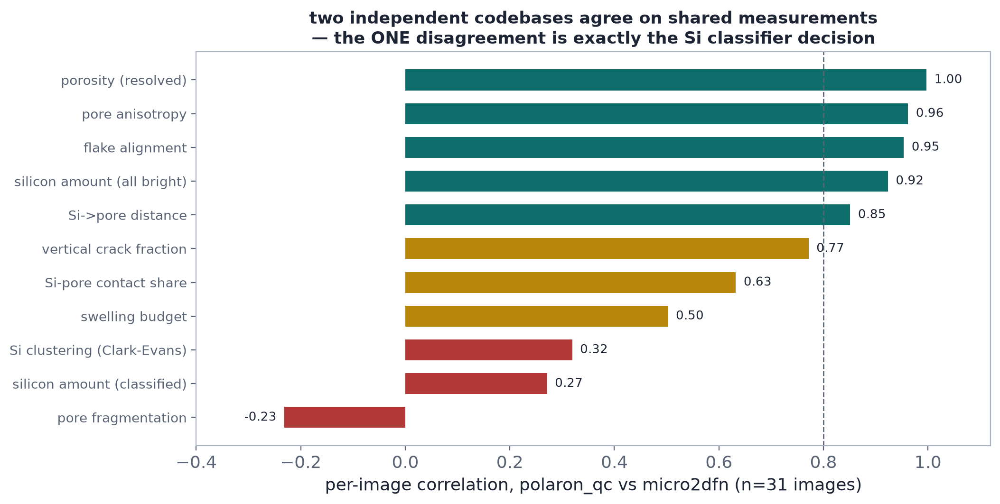 two independent codebases agree on shared measurements
— the ONE disagreement is exactly the Si classifier decision
porosity (resolved)
1.00
pore anisotropy
0.96
flake alignment
0.95
silicon amount (all bright)
0.92
Si->pore distance
0.85
vertical crack fraction
0.77
Si-pore contact share
0.63
swelling budget
0.50
Si clustering (Clark-Evans)
0.32
silicon amount (classified)
0.27
pore fragmentation
-0.23
−0.4 −0.2 0.0 0.2 0.4 0.6 0.8 1.0
per-image correlation, polaron_qc vs micro2dfn (n=31 images)